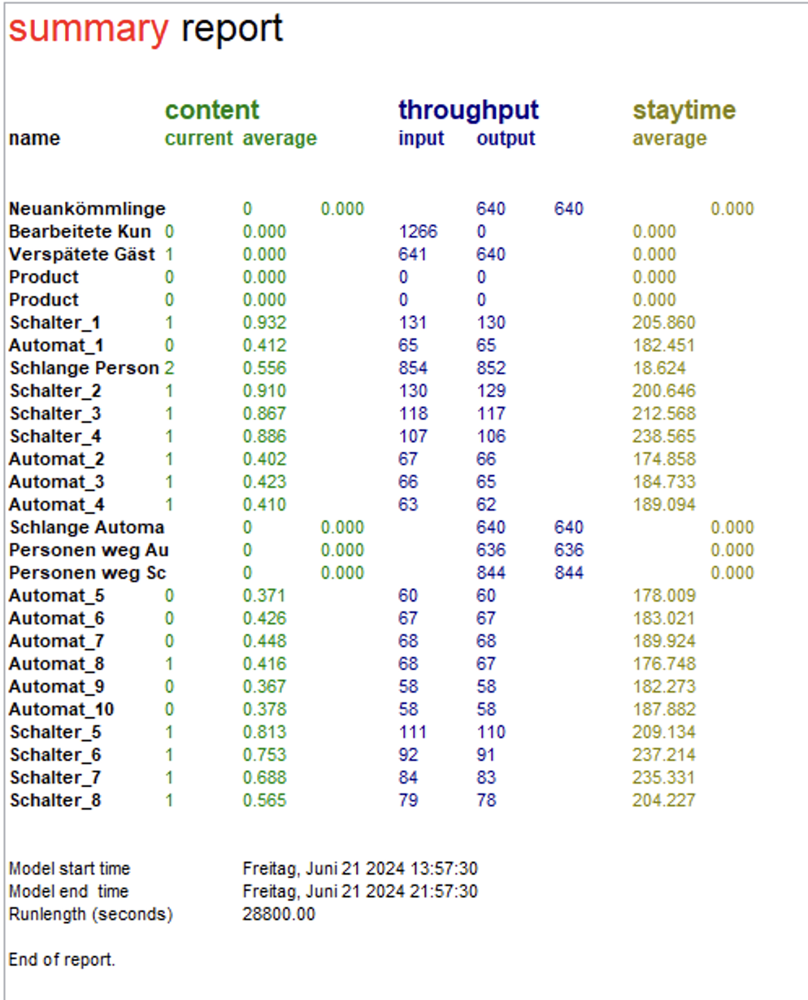 summary report
content throughput staytime
name current average input output average
Neuankömmlinge 0 0.000 640 640 0.000
Bearbeitete Kun 0 0.000 1266 0 0.000
Verspätete Gäst 1 0.000 641 640 0.000
Product 0 0.000 0 0 0.000
Product 0 0.000 0 0 0.000
Schalter_1 1 0.932 131 130 205.860
Automat_1 0 0.412 65 65 182.451
Schlange Person 2 0.556 854 852 18.624
Schalter_2 1 0.910 130 129 200.646
Schalter_3 1 0.867 118 117 212.568
Schalter_4 1 0.886 107 106 238.565
Automat_2 1 0.402 67 66 174.858
Automat_3 1 0.423 66 65 184.733
Automat_4 1 0.410 63 62 189.094
Schlange Automa 0 0.000 640 640 0.000
Personen weg Au 0 0.000 636 636 0.000
Personen weg Sc 0 0.000 844 844 0.000
Automat_5 0 0.371 60 60 178.009
Automat_6 0 0.426 67 67 183.021
Automat_7 0 0.448 68 68 189.924
Automat_8 1 0.416 68 67 176.748
Automat_9 0 0.367 58 58 182.273
Automat_10 0 0.378 58 58 187.882
Schalter_5 1 0.813 111 110 209.134
Schalter_6 1 0.753 92 91 237.214
Schalter_7 1 0.688 84 83 235.331
Schalter_8 1 0.565 79 78 204.227
Model start time Freitag, Juni 21 2024 13:57:30
Model end time Freitag, Juni 21 2024 21:57:30
Runlength (seconds) 28800.00
End of report.